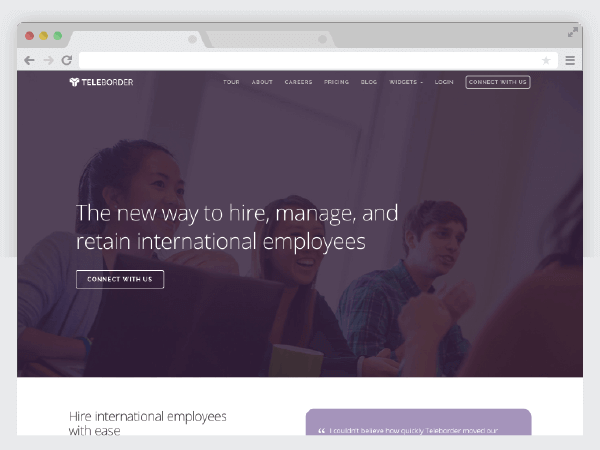 TELEBORDER
TOUR ABOUT CAREERS PRICING BLOG WIDGETS LOGIN CONNECT WITH US
The new way to hire, manage, and
retain international employees
CONNECT WITH US
Hire international employees
with ease
“ I couldn't believe how quickly Teleborder moved our